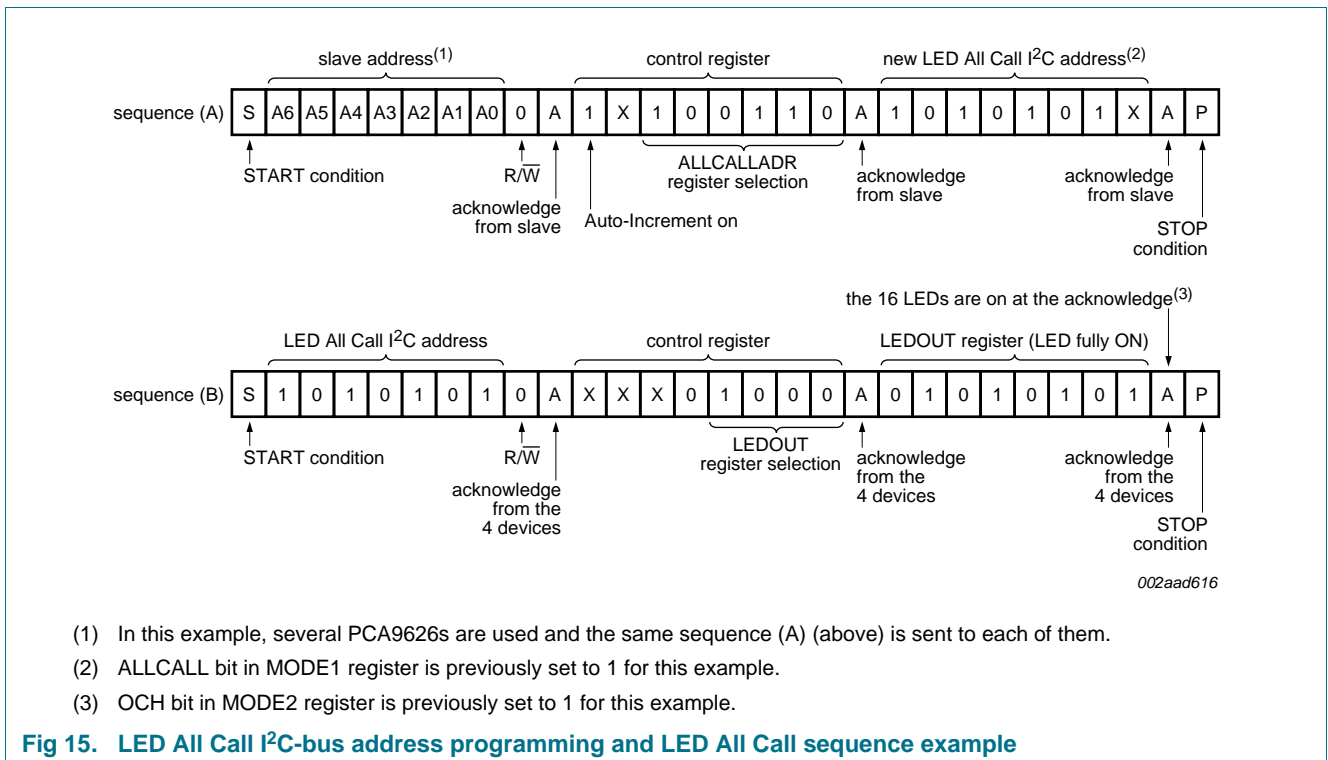 slave address(1) control register new LED All Call I2C address(2)
sequence (A) S A6 A5 A4 A3 A2 A1 A0 0 A 1 X 1 0 0 1 1 0 A 1 0 1 0 1 0 1 X A P
START condition
R/W
acknowledge
from slave
Auto-Increment on
ALLCALLADR
register selection
acknowledge
from slave
acknowledge
from slave
STOP
condition
the 16 LEDs are on at the acknowledge(3)
LED All Call I2C address control register LEDOUT register (LED fully ON)
sequence (B) S 1 0 1 0 1 0 1 0 A X X X 0 1 0 0 0 A 0 1 0 1 0 1 0 1 A P
START condition
R/W
acknowledge
from the
4 devices
LEDOUT
register selection
acknowledge
from the
4 devices
acknowledge
from the
4 devices
STOP
condition
002aad616
(1) In this example, several PCA9626s are used and the same sequence (A) (above) is sent to each of them.
(2) ALLCALL bit in MODE1 register is previously set to 1 for this example.
(3) OCH bit in MODE2 register is previously set to 1 for this example.
Fig 15. LED All Call I2C-bus address programming and LED All Call sequence example